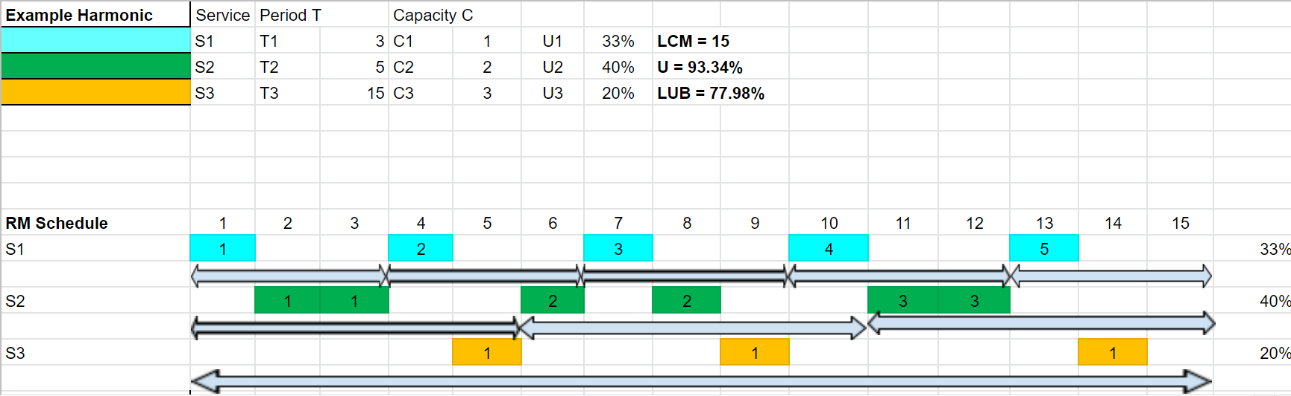 Example Harmonic Service Period T Capacity C
S1 T1 3 C1 1 U1 33% LCM = 15
S2 T2 5 C2 2 U2 40% U = 93.34%
S3 T3 15 C3 3 U3 20% LUB = 77.98%
RM Schedule 1 2 3 4 5 6 7 8 9 10 11 12 13 14 15
S1 1 2 3 4 5 33%
S2 1 1 2 2 3 3 40%
S3 1 1 1 20%